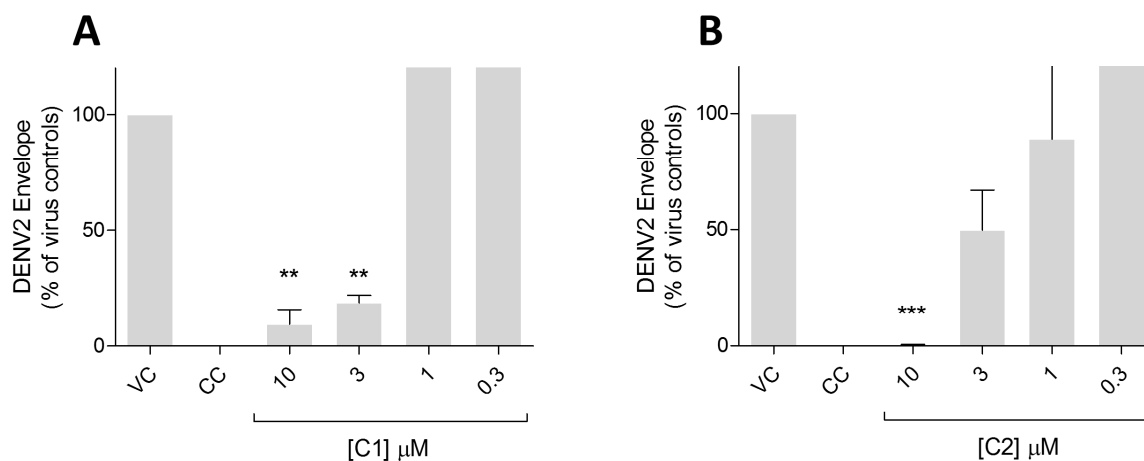 A
DENV2 Envelope
(% of virus controls)
100
50
0
**
**
VC
CC
10
3
1
0.3
[C1] μM
B
DENV2 Envelope
(% of virus controls)
100
50
0
***
VC
CC
10
3
1
0.3
[C2] μM